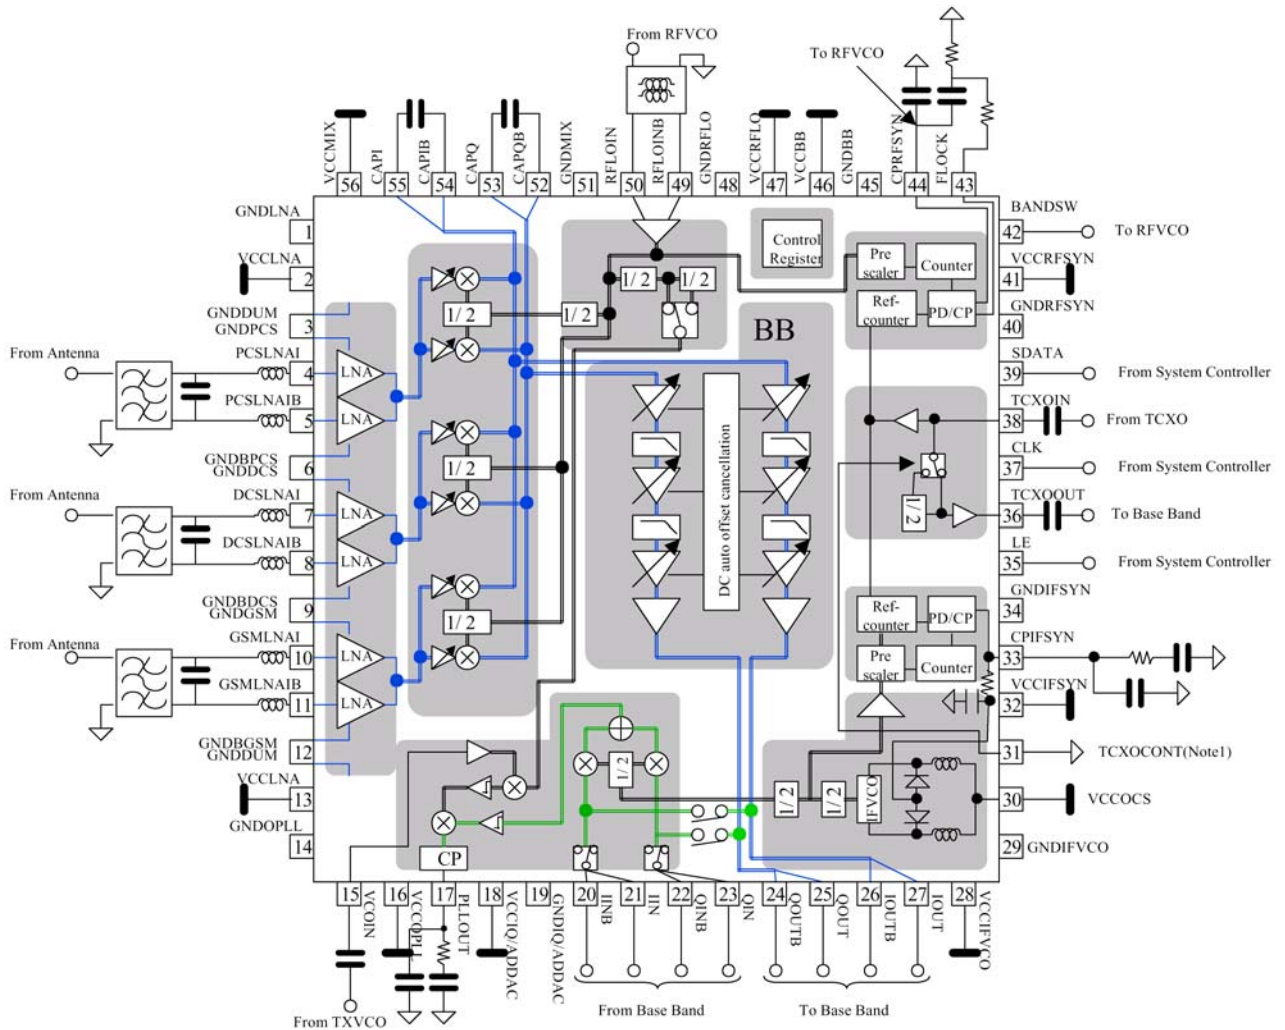 From RFVCO
To RFVCO
VCCMIX
CAPI
CAPIB
CAPQ
CAPQB
GNDMIX
RFLOIN
RFLOINB
GNDRFLO
VCCRFLO
VCCBB
GNDBB
CPRFSYN
FLOCK
56
55
54
53
52
51
50
49
48
47
46
45
44
43
GNDLNA
1
VCCLNA
2
GNDDUM
GNDPCS
3
From Antenna
PCSLNAI
4
PCSLNAIB
5
GNDBPCS
GNDDCS
6
From Antenna
DCSLNAI
7
DCSLNAIB
8
GNDBDCS
GNDGSM
9
From Antenna
GSMLNAI
10
GSMLNAIB
11
GNDBGSM
GNDDUM
12
VCCLNA
13
GNDOPLL
14
LNA
LNA
LNA
LNA
LNA
LNA
1/ 2
1/ 2
1/ 2
1/ 2
1/ 2
1/ 2
Control
Register
BB
DC auto offset cancellation
Pre
scaler
Counter
Ref-
counter
PD/CP
1/ 2
Ref-
counter
PD/CP
Pre
scaler
Counter
1/ 2
1/ 2
1/ 2
IFVCO
CP
BANDSW
42
To RFVCO
VCCRFSYN
41
GNDRFSYN
40
SDATA
39
From System Controller
TCXOIN
38
From TCXO
CLK
37
From System Controller
TCXOOUT
36
To Base Band
LE
35
From System Controller
GNDIFSYN
34
CPIFSYN
33
VCCIFSYN
32
31
TCXOCONT(Note1)
30
VCCOCS
29
GNDIFVCO
15
16
17
18
19
20
21
22
23
24
25
26
27
28
VCOIN
VCCOPLL
PLLOUT
VCCIQ/ADDAC
GNDIQ/ADDAC
IINB
IIN
QINB
QIN
QOUTB
QOUT
IOUTB
IOUT
VCCIFVCO
From TXVCO
From Base Band
To Base Band